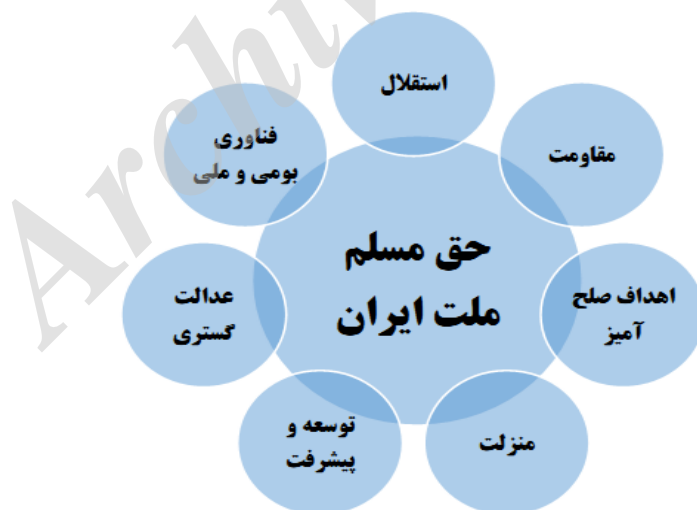 استقلال
مقاومت
اهداف صلح
آمیز
منزلت
توسعه و
پیشرفت
عدالت
گستری
فناوری
بومی و ملی
حق مسلم
ملت ایران